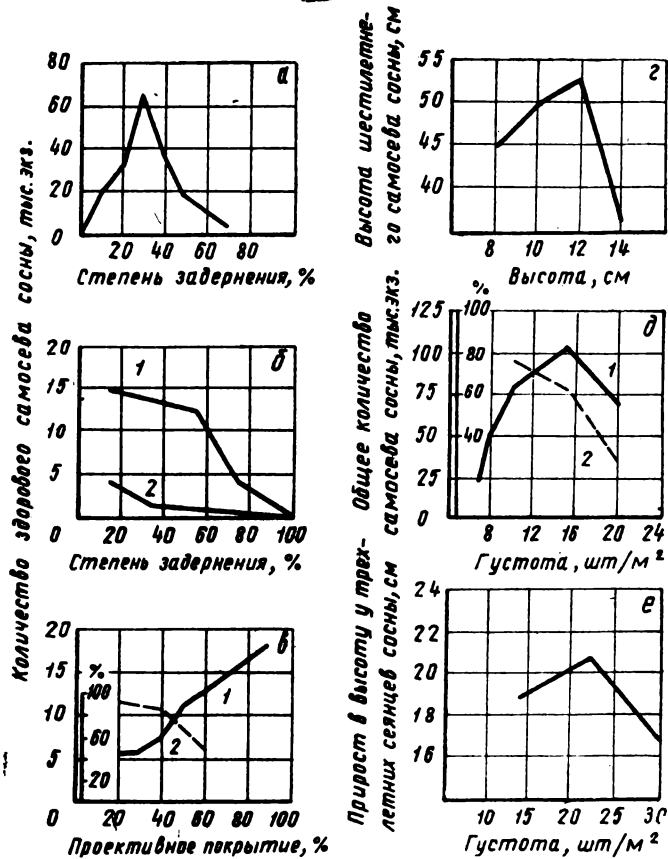 Количество здорового самосева сосны, тыс. экз.
80
60
40
20
0
а
20 40 60 80
Степень задернения, %
20
15
10
5
0
1
2
б
20 40 60 80 100
Степень задернения, %
20
15
10
5
0
%
100
60
20
1
2
в
20 40 60 80 100
Проективное покрытие, %
Высота шестилетне-
го самосева сосны, см
55
50
45
40
г
8 10 12 14
Высота, см
Общее количество
самосева сосны, тыс. экз.
125
100
75
50
25
0
%
100
80
60
40
1
2
д
8 12 16 20 24
Густота, шт/м²
Прирост в высоту у трех-
летних сеянцев сосны, см
24
22
20
18
16
е
10 15 20 25 30
Густота, шт/м²